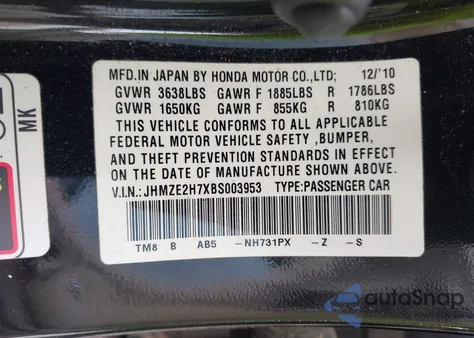 MFD.IN JAPAN BY HONDA MOTOR CO.,LTD; 12/'10
GVWR 3638LBS GAWR F 1885LBS R 1786LBS
GVWR 1650KG GAWR F 855KG R 810KG
THIS VEHICLE CONFORMS TO ALL APPLICABLE
FEDERAL MOTOR VEHICLE SAFETY ,BUMPER,
AND THEFT PREVENTION STANDARDS IN EFFECT
ON THE DATE OF MANUFACTURE SHOWN ABOVE.
V.I.N.: JHMZE2H7XBS003953 TYPE:PASSENGER CAR
TM8 B AB5 -NH731PX -Z -S
MK
autoSnap